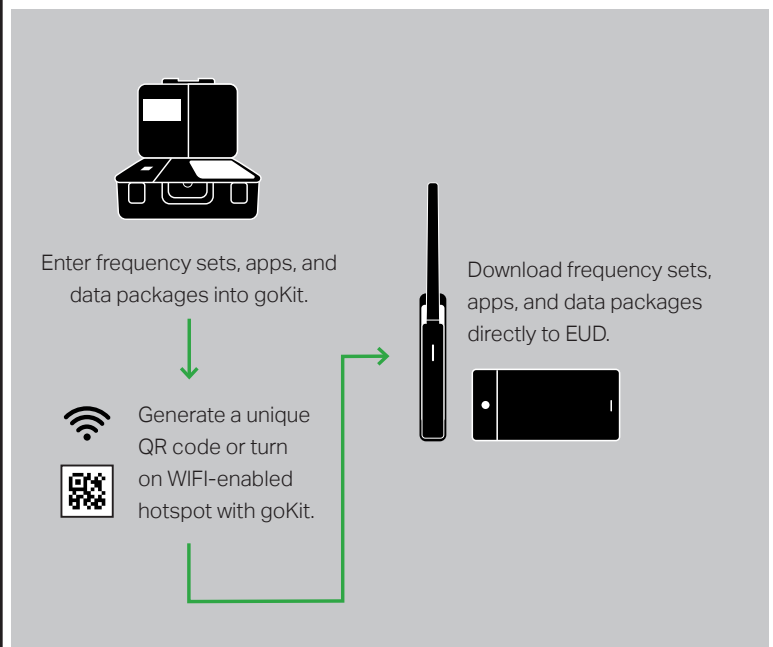 Enter frequency sets, apps, and
data packages into goKit.
Generate a unique
QR code or turn
on WIFI-enabled
hotspot with goKit.
Download frequency sets,
apps, and data packages
directly to EUD.